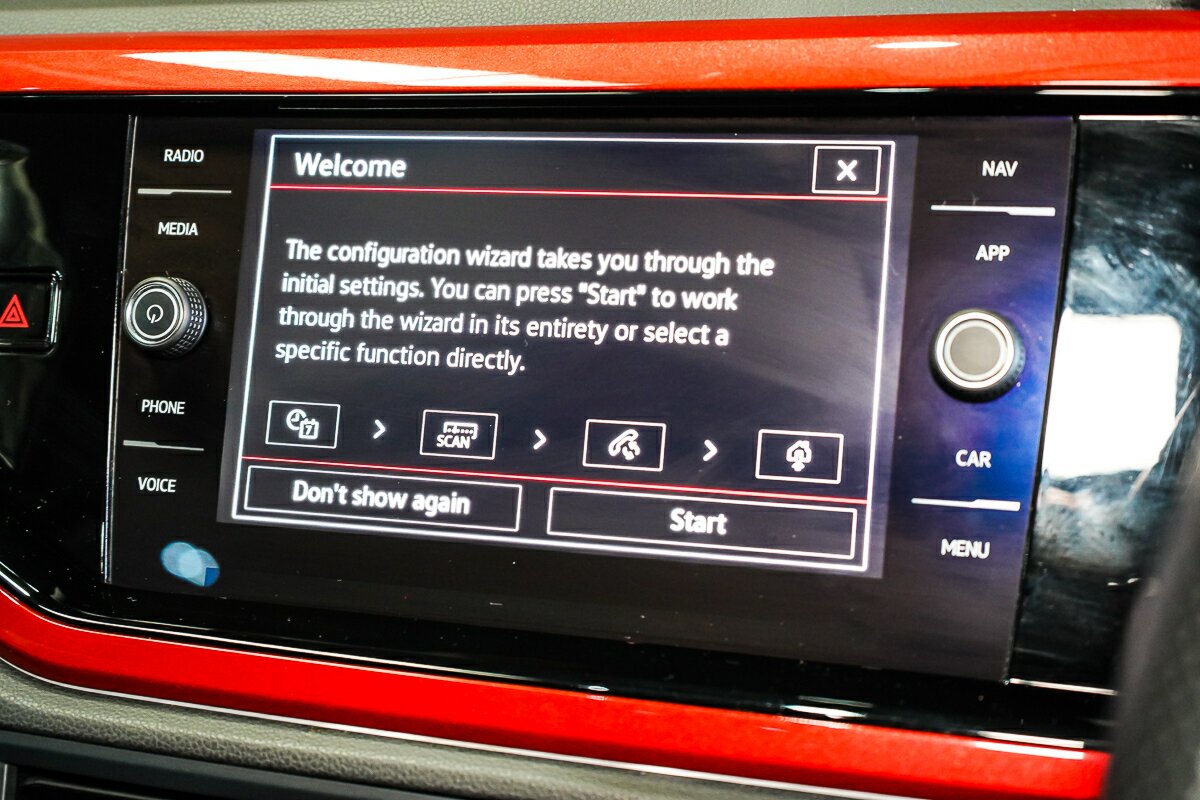 RADIO
MEDIA
PHONE
VOICE
Welcome
X
The configuration wizard takes you through the
initial settings. You can press "Start" to work
through the wizard in its entirety or select a
specific function directly.
7
SCAN
Don't show again
Start
NAV
APP
CAR
MENU